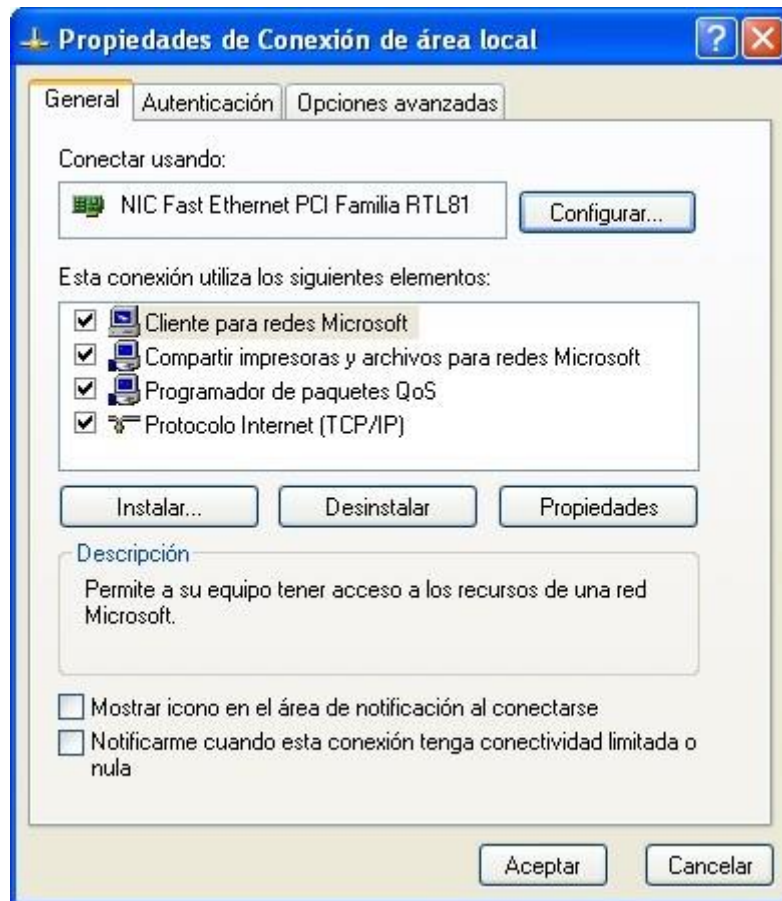 Propiedades de Conexión de área local
General
Autenticación
Opciones avanzadas
Conectar usando:
NIC Fast Ethernet PCI Familia RTL81
Configurar...
Esta conexión utiliza los siguientes elementos:
Cliente para redes Microsoft
Compartir impresoras y archivos para redes Microsoft
Programador de paquetes QoS
Protocolo Internet (TCP/IP)
Instalar...
Desinstalar
Propiedades
Descripción
Permite a su equipo tener acceso a los recursos de una red
Microsoft.
Mostrar icono en el área de notificación al conectarse
Notificarme cuando esta conexión tenga conectividad limitada o
nula
Aceptar
Cancelar